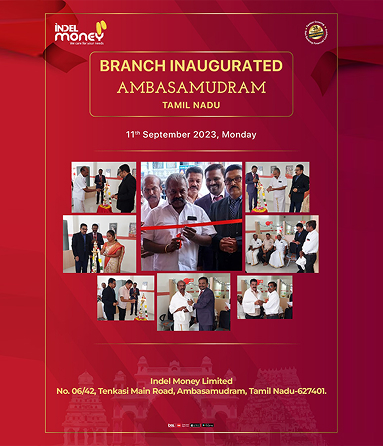 INDEL
money
We care for your needs
BRANCH INAUGURATED
AMBASAMUDRAM
TAMIL NADU
11th September 2023, Monday
Indel Money Limited
No. 06/42, Tenkasi Main Road, Ambasamudram, Tamil Nadu-627401.